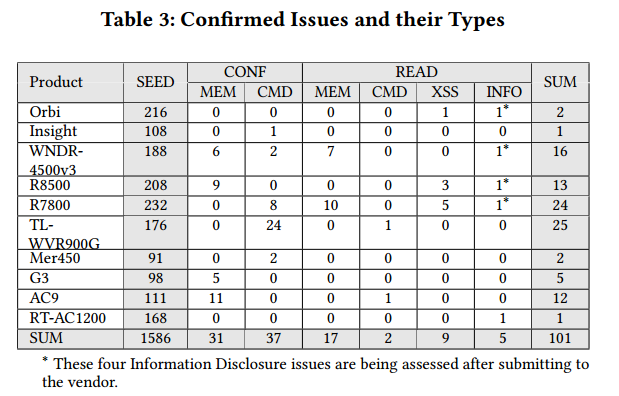 Table 3: Confirmed Issues and their Types
Product SEED CONF READ SUM
MEM CMD MEM CMD XSS INFO
Orbi 216 0 0 0 0 1 1* 2
Insight 108 0 1 0 0 0 0 1
WNDR-
4500v3 188 6 2 7 0 0 1* 16
R8500 208 9 0 0 0 3 1* 13
R7800 232 0 8 10 0 5 1* 24
TL-
WVR900G 176 0 24 0 1 0 0 25
Mer450 91 0 2 0 0 0 0 2
G3 98 5 0 0 0 0 0 5
AC9 111 11 0 0 1 0 0 12
RT-AC1200 168 0 0 0 0 0 1 1
SUM 1586 31 37 17 2 9 5 101
* These four Information Disclosure issues are being assessed after submitting to
the vendor.